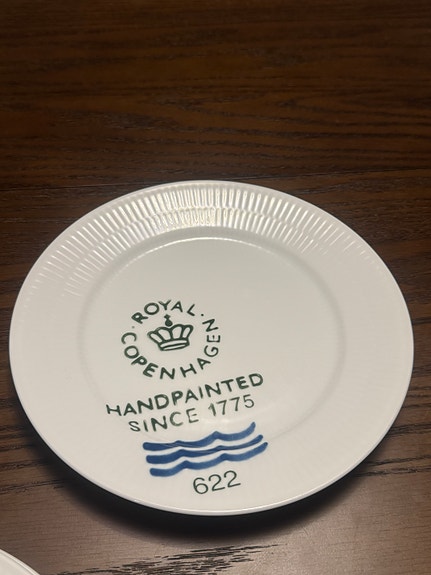 ROYAL
COPENHAGEN
HANDPAINTED
SINCE 1775
622